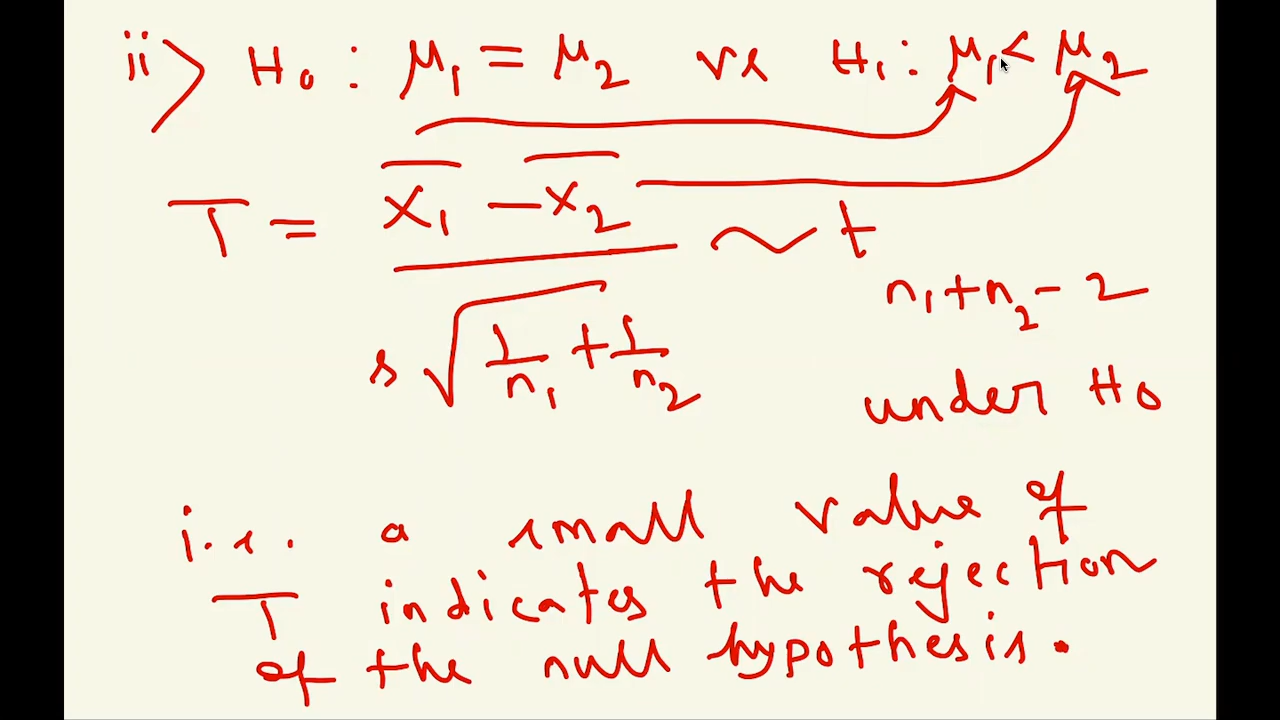 ii> H₀ : μ₁ = μ₂ vs H₁ : μ₁ < μ₂
T = (x̅₁ − x̅₂) / (s √(1/n₁ + 1/n₂)) ~ t n₁+n₂−2
under H₀
i.e. a small value of
T indicates the rejection
of the null hypothesis.